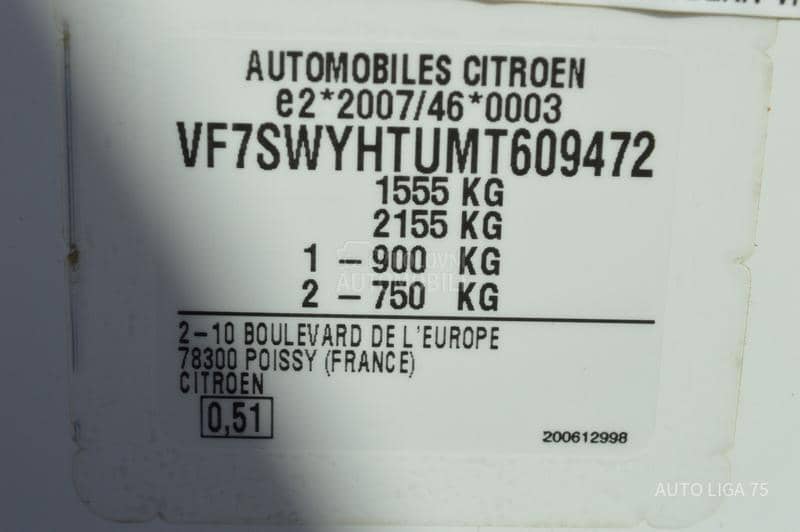 AUTOMOBILES CITROEN
e2*2007/46*0003
VF7SWYHTUMT609472
1555 KG
2155 KG
1 - 900 KG
2 - 750 KG
2-10 BOULEVARD DE L'EUROPE
78300 POISSY (FRANCE)
CITROEN
0,51
200612998
AUTO LIGA 75